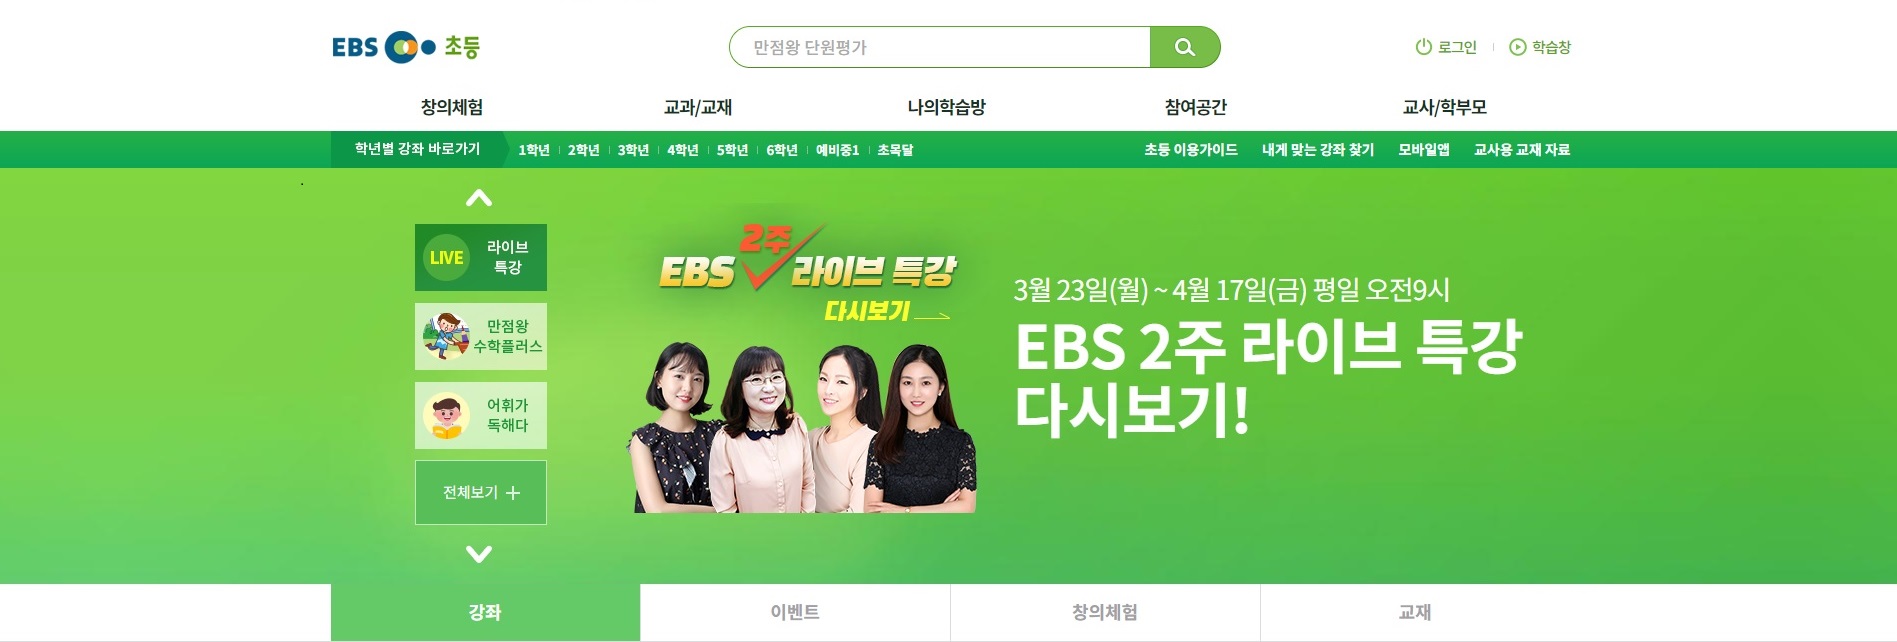 EBS 초등
만점왕 단원평가
로그인
학습창
창의체험
교과/교재
나의학습방
참여공간
교사/학부모
학년별 강좌 바로가기
1학년
2학년
3학년
4학년
5학년
6학년
예비중1
초목달
초등 이용가이드
내게 맞는 강좌 찾기
모바일앱
교사용 교재 자료
LIVE
라이브
특강
만점왕
수학플러스
어휘가
독해다
전체보기
2주
EBS 라이브 특강
다시보기
3월 23일(월) ~ 4월 17일(금) 평일 오전9시
EBS 2주 라이브 특강
다시보기!
강좌
이벤트
창의체험
교재